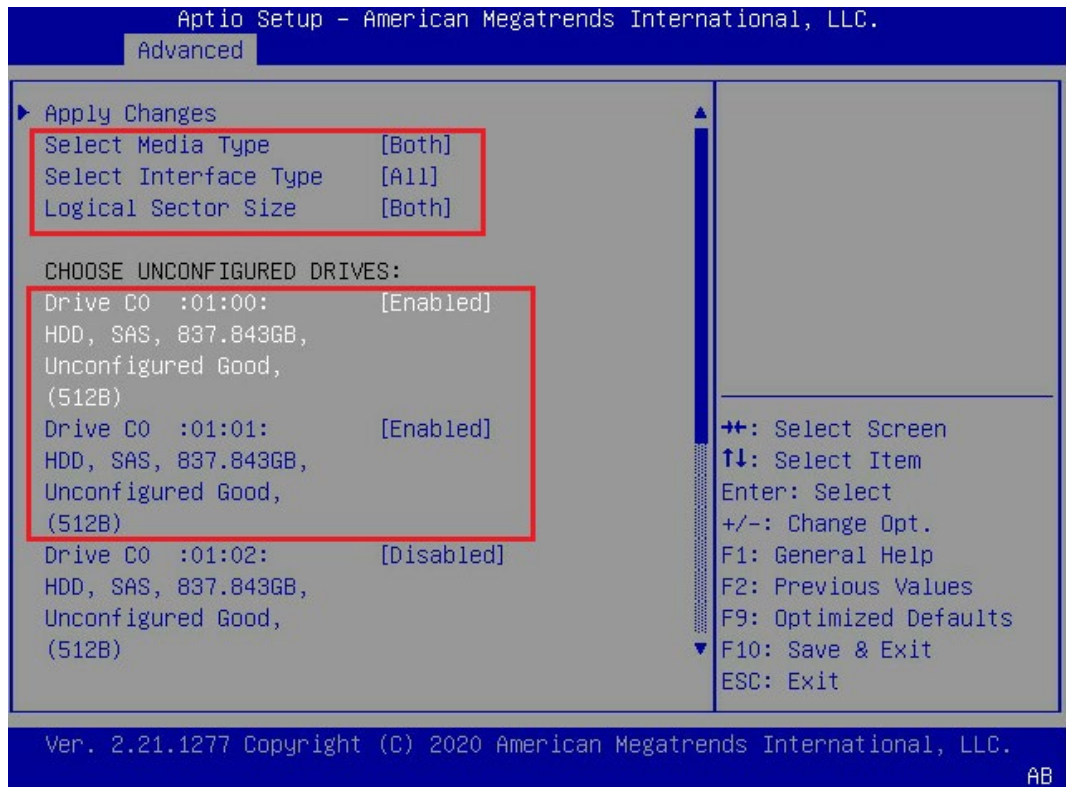 Aptio Setup – American Megatrends International, LLC.
Advanced
Apply Changes
Select Media Type [Both]
Select Interface Type [All]
Logical Sector Size [Both]
CHOOSE UNCONFIGURED DRIVES:
Drive C0 :01:00: [Enabled]
HDD, SAS, 837.843GB,
Unconfigured Good,
(512B)
Drive C0 :01:01: [Enabled]
HDD, SAS, 837.843GB,
Unconfigured Good,
(512B)
Drive C0 :01:02: [Disabled]
HDD, SAS, 837.843GB,
Unconfigured Good,
(512B)
→←: Select Screen
↑↓: Select Item
Enter: Select
+/-: Change Opt.
F1: General Help
F2: Previous Values
F9: Optimized Defaults
F10: Save & Exit
ESC: Exit
Ver. 2.21.1277 Copyright (C) 2020 American Megatrends International, LLC.
AB